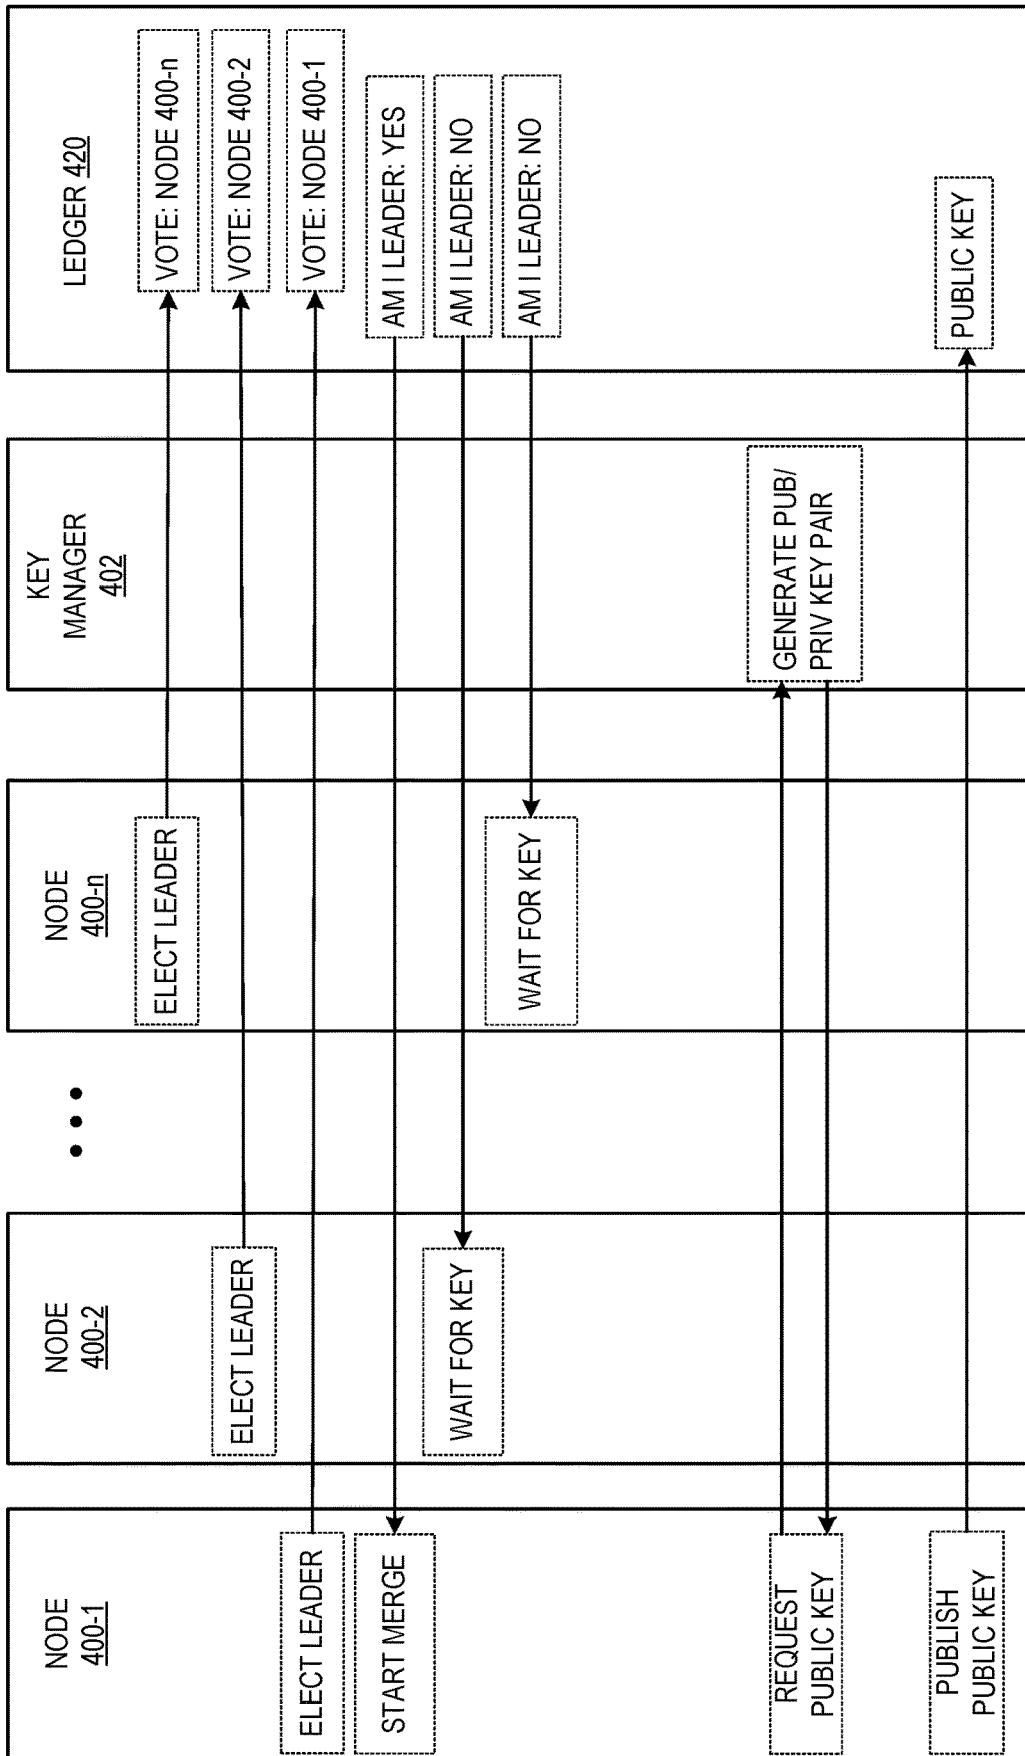 NODE
400-1
NODE
400-2
• • •
NODE
400-n
KEY
MANAGER
402
LEDGER 420
ELECT LEADER
VOTE: NODE 400-n
ELECT LEADER
VOTE: NODE 400-2
ELECT LEADER
VOTE: NODE 400-1
START MERGE
AM I LEADER: YES
WAIT FOR KEY
AM I LEADER: NO
WAIT FOR KEY
AM I LEADER: NO
REQUEST
PUBLIC KEY
GENERATE PUB/
PRIV KEY PAIR
PUBLISH
PUBLIC KEY
PUBLIC KEY